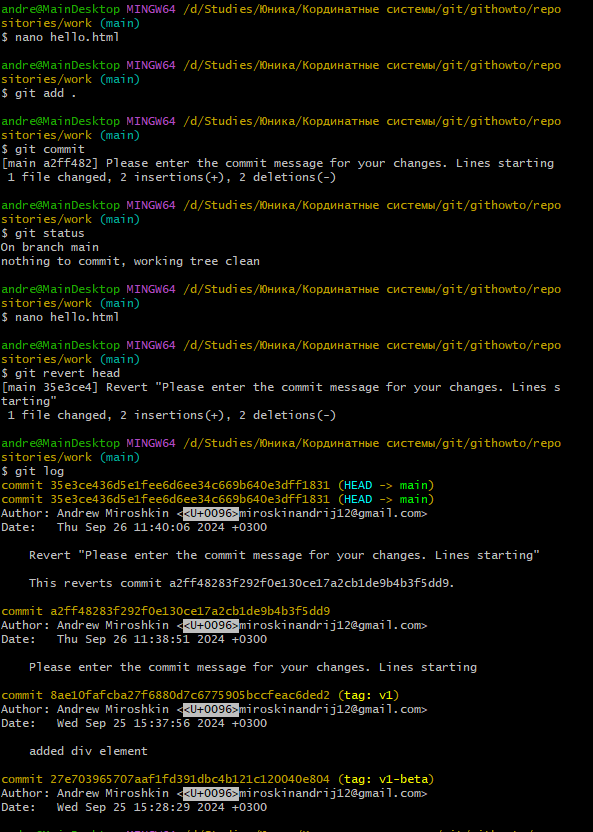 andre@MainDesktop MINGW64 /d/Studies/Юника/Кординатные системы/git/githowto/repo
sitories/work (main)
$ nano hello.html
andre@MainDesktop MINGW64 /d/Studies/Юника/Кординатные системы/git/githowto/repo
sitories/work (main)
$ git add .
andre@MainDesktop MINGW64 /d/Studies/Юника/Кординатные системы/git/githowto/repo
sitories/work (main)
$ git commit
[main a2ff482] Please enter the commit message for your changes. Lines starting
 1 file changed, 2 insertions(+), 2 deletions(-)
andre@MainDesktop MINGW64 /d/Studies/Юника/Кординатные системы/git/githowto/repo
sitories/work (main)
$ git status
On branch main
nothing to commit, working tree clean
andre@MainDesktop MINGW64 /d/Studies/Юника/Кординатные системы/git/githowto/repo
sitories/work (main)
$ nano hello.html
andre@MainDesktop MINGW64 /d/Studies/Юника/Кординатные системы/git/githowto/repo
sitories/work (main)
$ git revert head
[main 35e3ce4] Revert "Please enter the commit message for your changes. Lines s
tarting"
 1 file changed, 2 insertions(+), 2 deletions(-)
andre@MainDesktop MINGW64 /d/Studies/Юника/Кординатные системы/git/githowto/repo
sitories/work (main)
$ git log
commit 35e3ce436d5e1fee6d6ee34c669b640e3dff1831 (HEAD -> main)
commit 35e3ce436d5e1fee6d6ee34c669b640e3dff1831 (HEAD -> main)
Author: Andrew Miroshkin <<U+0096>miroskinandrij12@gmail.com>
Date:   Thu Sep 26 11:40:06 2024 +0300
    Revert "Please enter the commit message for your changes. Lines starting"
    This reverts commit a2ff48283f292f0e130ce17a2cb1de9b4b3f5dd9.
commit a2ff48283f292f0e130ce17a2cb1de9b4b3f5dd9
Author: Andrew Miroshkin <<U+0096>miroskinandrij12@gmail.com>
Date:   Thu Sep 26 11:38:51 2024 +0300
    Please enter the commit message for your changes. Lines starting
commit 8ae10fafcba27f6880d7c6775905bccfeac6ded2 (tag: v1)
Author: Andrew Miroshkin <<U+0096>miroskinandrij12@gmail.com>
Date:   Wed Sep 25 15:37:56 2024 +0300
    added div element
commit 27e703965707aaf1fd391dbc4b121c120040e804 (tag: v1-beta)
Author: Andrew Miroshkin <<U+0096>miroskinandrij12@gmail.com>
Date:   Wed Sep 25 15:28:29 2024 +0300